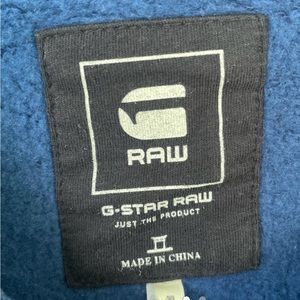 RAW
G-STAR RAW
JUST THE PRODUCT
MADE IN CHINA